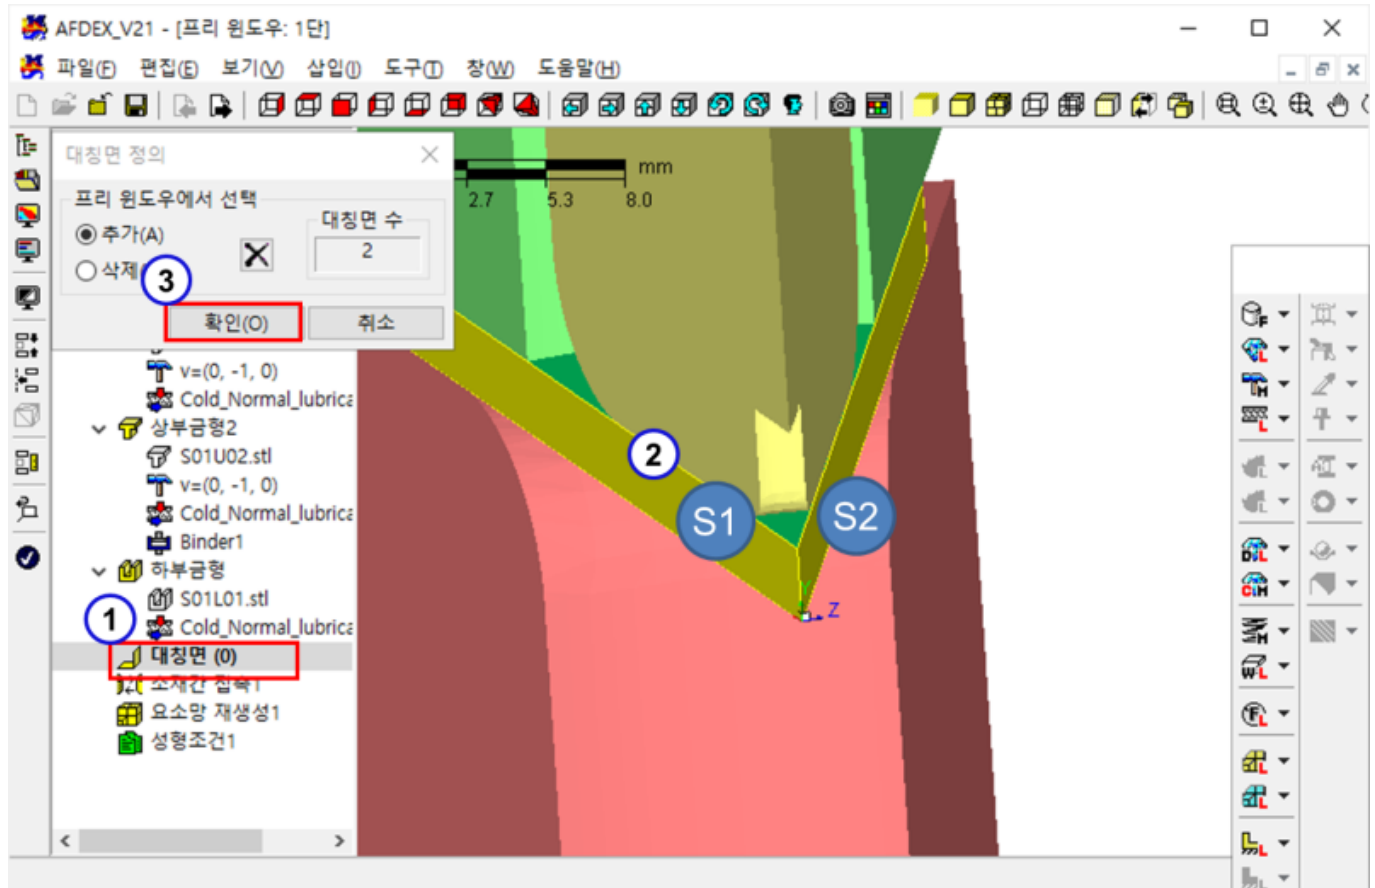 AFDEX_V21 - [프리 윈도우: 1단]
파일(F) 편집(E) 보기(V) 삽입(I) 도구(T) 창(W) 도움말(H)
대칭면 정의
프리 윈도우에서 선택
추가(A)
삭제
대칭면 수
2
3
확인(O)
취소
mm
2.7
5.3
8.0
v=(0, -1, 0)
Cold_Normal_lubrica
상부금형2
S01U02.stl
v=(0, -1, 0)
Cold_Normal_lubrica
Binder1
하부금형
S01L01.stl
1
Cold_Normal_lubrica
대칭면 (0)
소재간 접촉1
요소망 재생성1
성형조건1
2
S1
S2
Y
Z